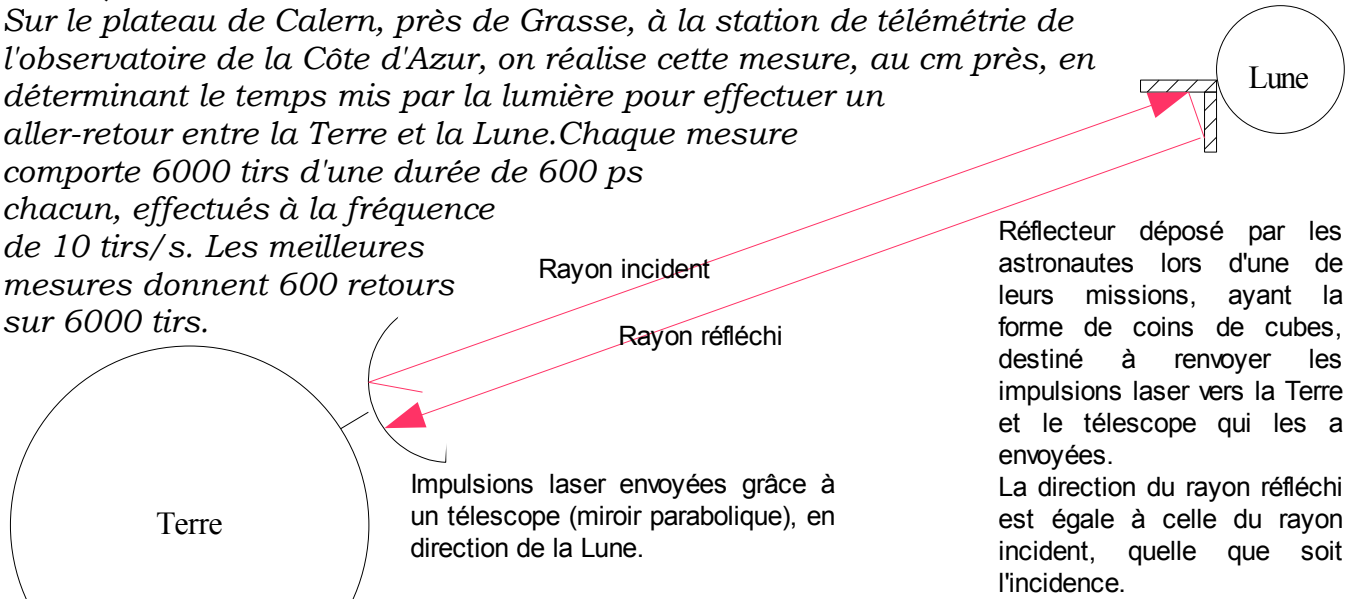 Sur le plateau de Calern, près de Grasse, à la station de télémétrie de
l'observatoire de la Côte d'Azur, on réalise cette mesure, au cm près, en
déterminant le temps mis par la lumière pour effectuer un
aller-retour entre la Terre et la Lune.Chaque mesure
comporte 6000 tirs d'une durée de 600 ps
chacun, effectués à la fréquence
de 10 tirs/s. Les meilleures
mesures donnent 600 retours
sur 6000 tirs.
Lune
Rayon incident
Rayon réfléchi
Réflecteur déposé par les
astronautes lors d'une de
leurs missions, ayant la
forme de coins de cubes,
destiné à renvoyer les
impulsions laser vers la Terre
et le télescope qui les a
envoyées.
La direction du rayon réfléchi
est égale à celle du rayon
incident, quelle que soit
l'incidence.
Impulsions laser envoyées grâce à
un télescope (miroir parabolique), en
direction de la Lune.
Terre